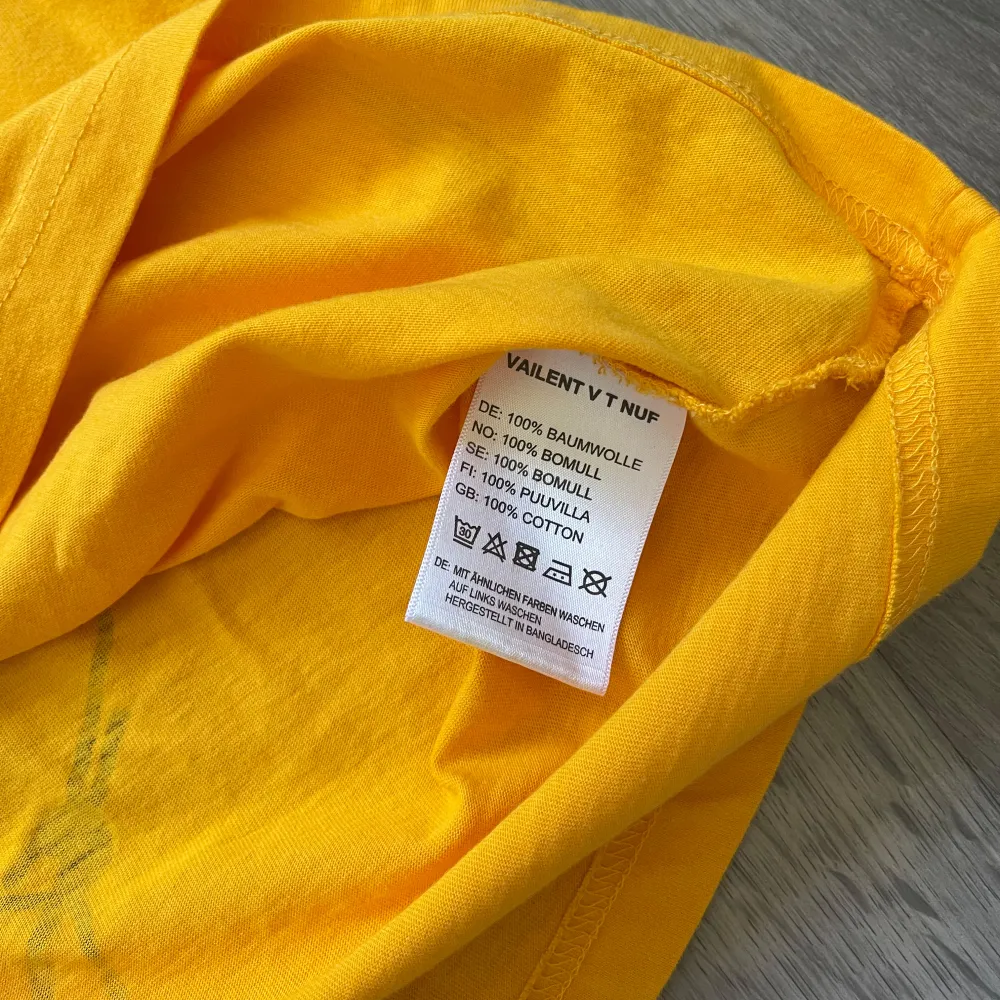 VAILENT V T NUF
DE: 100% BAUMWOLLE
NO: 100% BOMULL
SE: 100% BOMULL
FI: 100% PUUVILLA
GB: 100% COTTON
30
DE: MIT ÄHNLICHEN FARBEN WASCHEN
AUF LINKS WASCHEN
HERGESTELLT IN BANGLADESCH